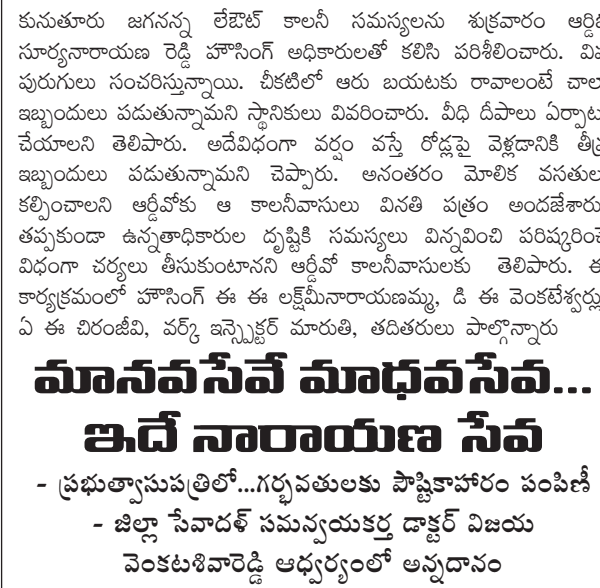 కునుతూరు జగనన్న లేఔట్ కాలనీ సమస్యలను శుక్రవారం
సూర్యనారాయణ రెడ్డి హౌసింగ్ అధికారులతో కలిసి పరిశీలించారు.
పురుగులు సంచరిస్తున్నాయి. చీకటిలో ఆరు బయటకు రావాలంటే చాల
ఇబ్బందులు పడుతున్నామని స్థానికులు వివరించారు. వీధి దీపాలు
చేయాలని తెలిపారు. అదేవిధంగా వర్షం వస్తే రోడ్లపై వెళ్లడానికి
ఇబ్బందులు పడుతున్నామని చెప్పారు. అనంతరం మోలిక వసతుల
కల్పించాలని ఆర్డీవోకు ఆ కాలనీవాసులు వినతి పత్రం అందజేశారు
తప్పకుండా ఉన్నతాధికారుల దృష్టికి సమస్యలు విన్నవించి
విధంగా చర్యలు తీసుకుంటానని ఆర్డీవో కాలనీవాసులకు తెలిపారు. ఈ
కార్యక్రమంలో హౌసింగ్ ఈ ఈ లక్ష్మీనారాయణమ్మ, డి ఈ వెంకటేశ్వర్లు
ఏ ఈ చిరంజీవి, వర్క్ ఇన్స్పెక్టర్ మారుతి, తదితరులు పాల్గొన్నారు
మానవసేవే మాధవసేవ...
ఇదే నారాయణ సేవ
- ప్రభుత్వాసుపత్రిలో...గర్భవతులకు పౌష్టికాహారం పంపిణీ
- జిల్లా సేవాదళ్ సమన్వయకర్త డాక్టర్ విజయ
వెంకటశివారెడ్డి ఆధ్వర్యంలో అన్నదానం